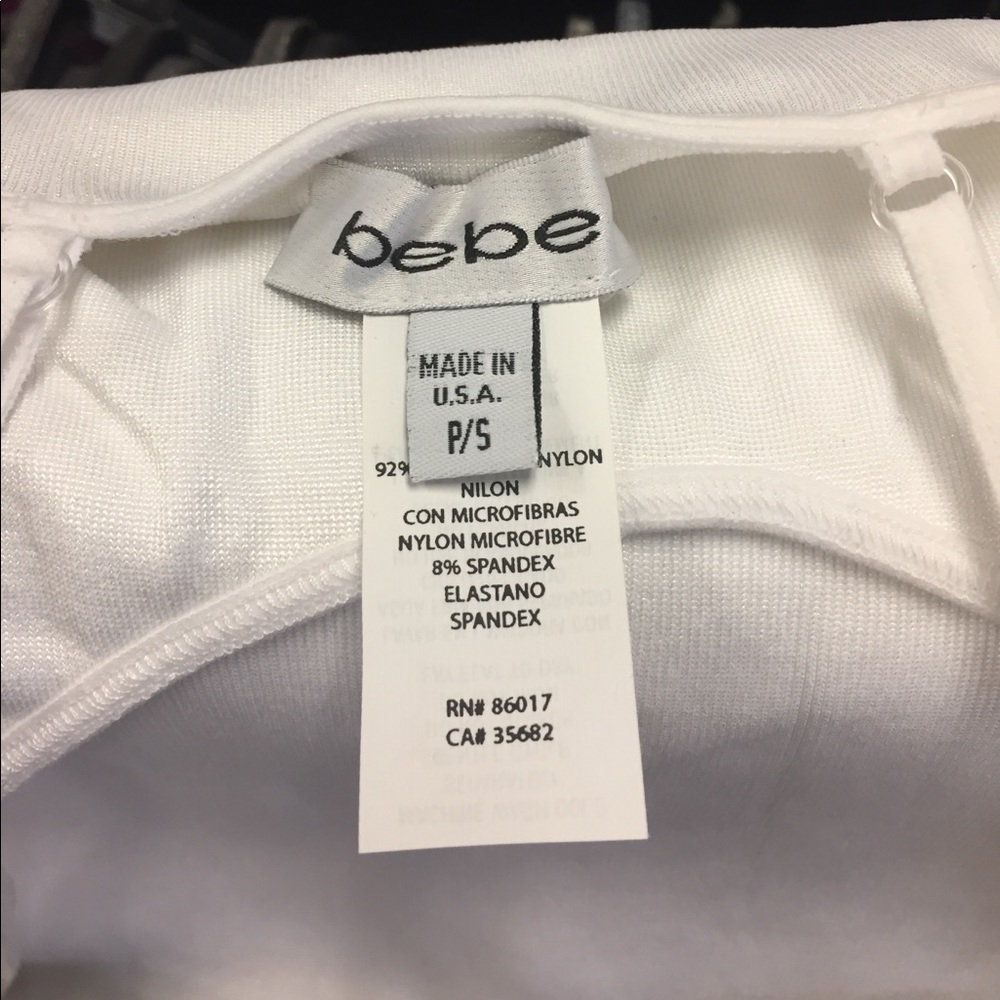 bebe
MADE IN
U.S.A.
P/S
92% NYLON
NILON
CON MICROFIBRAS
NYLON MICROFIBRE
8% SPANDEX
ELASTANO
SPANDEX
RN# 86017
CA# 35682